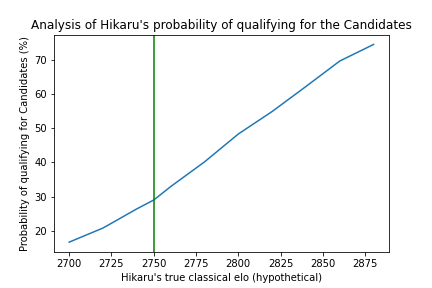 Analysis of Hikaru's probability of qualifying for the Candidates
Probability of qualifying for Candidates (%)
70
60
50
40
30
20
2700 2725 2750 2775 2800 2825 2850 2875
Hikaru's true classical elo (hypothetical)